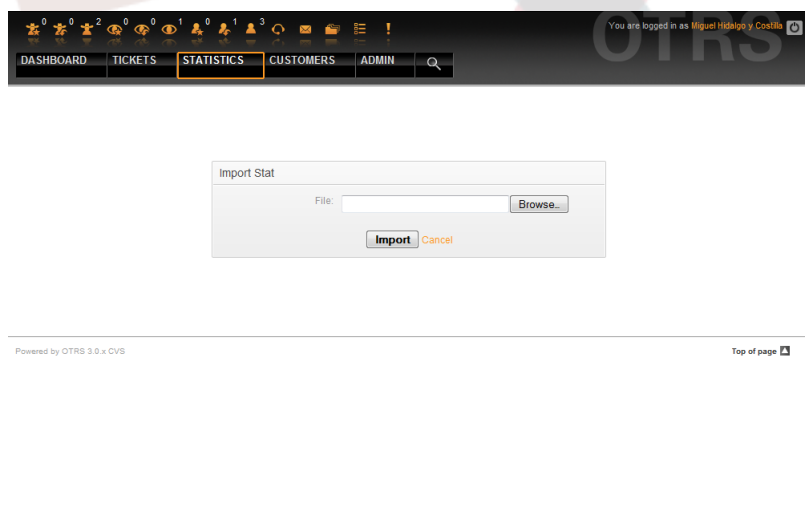 0 0 2 0 0 1 0 1 3
You are logged in as Miguel Hidalgo y Costilla
OTRS
DASHBOARD TICKETS STATISTICS CUSTOMERS ADMIN
Import Stat
File: Browse...
Import Cancel
Powered by OTRS 3.0.x CVS
Top of page